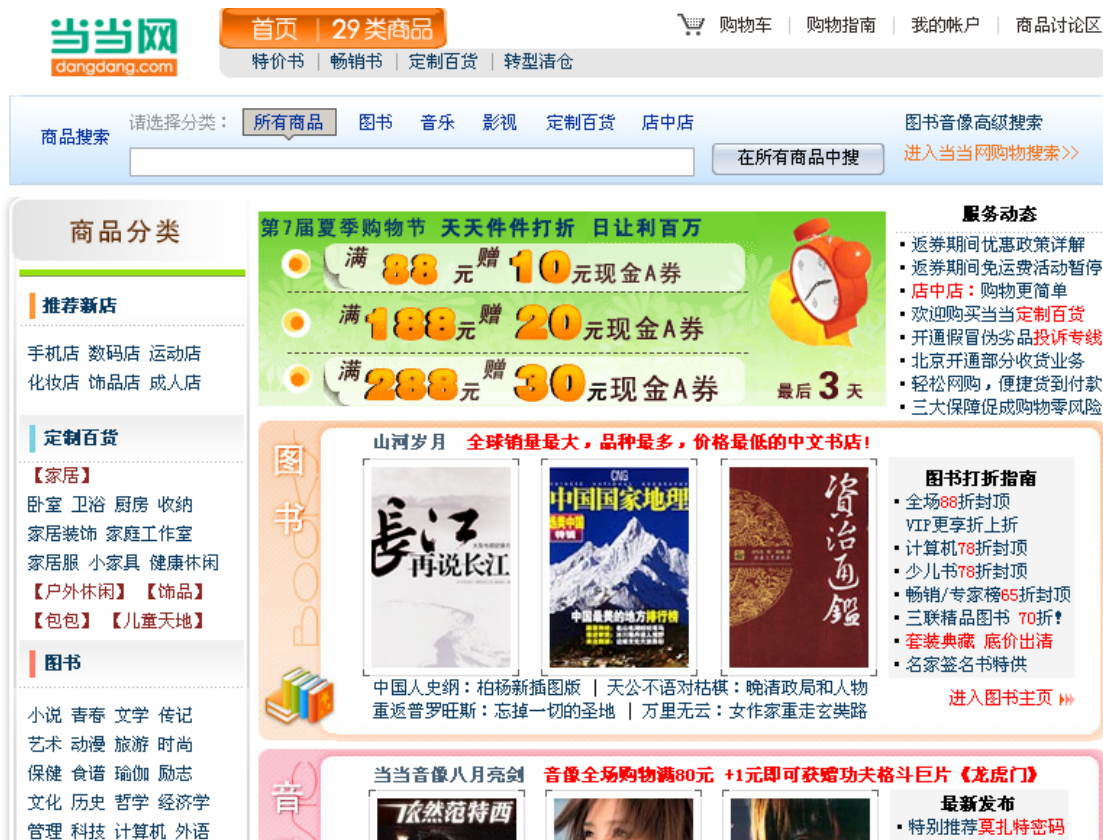 当当网
dangdang.com
首页 | 29类商品
购物车 | 购物指南 | 我的帐户 | 商品讨论区
特价书 | 畅销书 | 定制百货 | 转型清仓
商品搜索
请选择分类：
所有商品 图书 音乐 影视 定制百货 店中店
图书音像高级搜索
在所有商品中搜
进入当当网购物搜索>>
商品分类
推荐新店
手机店 数码店 运动店
化妆店 饰品店 成人店
定制百货
【家居】
卧室 卫浴 厨房 收纳
家居装饰 家庭工作室
家居服 小家具 健康休闲
【户外休闲】 【饰品】
【包包】 【儿童天地】
图书
小说 青春 文学 传记
艺术 动漫 旅游 时尚
保健 食谱 瑜伽 励志
文化 历史 哲学 经济学
管理 科技 计算机 外语
第7届夏季购物节 天天件件打折 日让利百万
满88元赠10元现金A券
满188元赠20元现金A券
满288元赠30元现金A券
最后3天
服务动态
返券期间优惠政策详解
返券期间免运费活动暂停
店中店：购物更简单
欢迎购买当当定制百货
开通假冒伪劣品投诉专线
北京开通部分收货业务
轻松网购，便捷货到付款
三大保障促成购物零风险
图书
BOOK
山河岁月 全球销量最大，品种最多，价格最低的中文书店!
長江
再说长江
CNG
中国国家地理
选美中国
特辑
中国最美的地方排行榜
資治通鑑
中国人史纲：柏杨新插图版 | 天公不语对枯棋：晚清政局和人物
重返普罗旺斯：忘掉一切的圣地 | 万里无云：女作家重走玄奘路
图书打折指南
全场88折封顶
VIP更享折上折
计算机78折封顶
少儿书78折封顶
畅销/专家榜65折封顶
三联精品图书 70折!
套装典藏 底价出清
名家签名书特供
进入图书主页
音
当当音像八月亮剑 音像全场购物满80元 +1元即可获赠功夫格斗巨片《龙虎门》
依然范特西
最新发布
特别推荐莫扎特密码